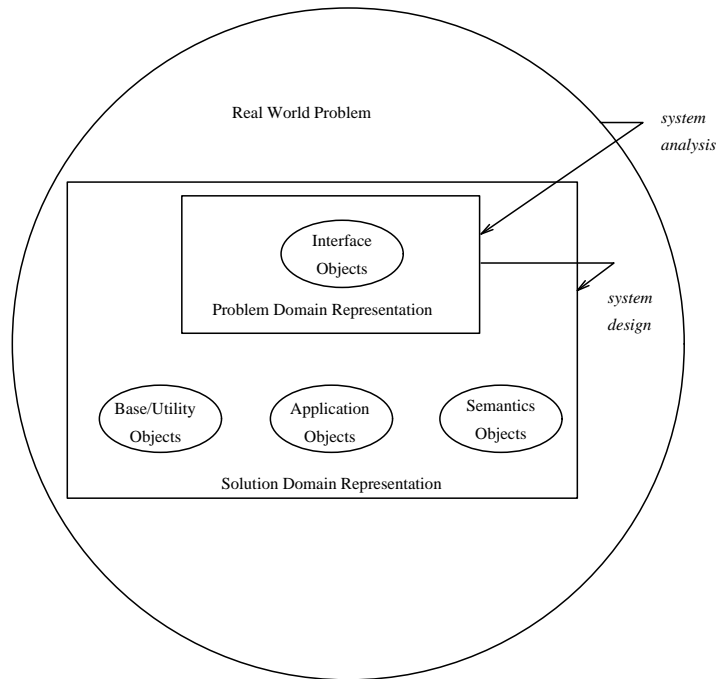 Real World Problem
system
analysis
Interface
Objects
Problem Domain Representation
system
design
Base/Utility
Objects
Application
Objects
Semantics
Objects
Solution Domain Representation